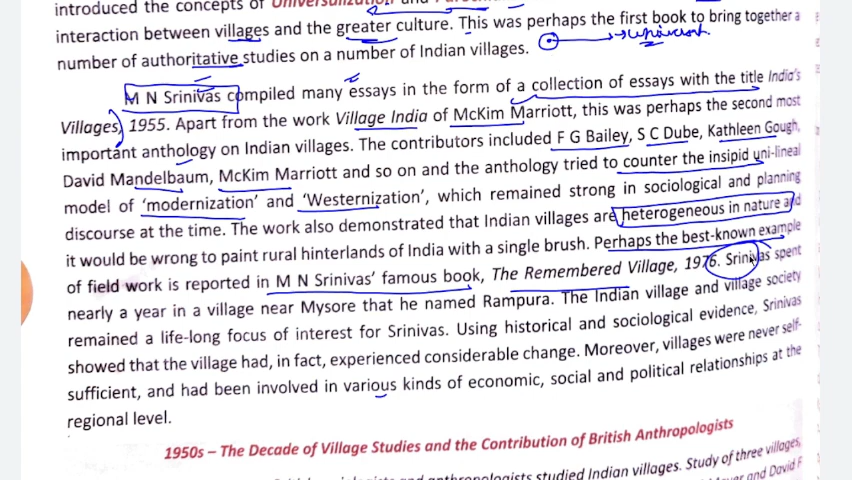 introduced the concepts of Universalization and
interaction between villages and the greater culture. This was perhaps the first book to bring together a
number of authoritative studies on a number of Indian villages.
M N Srinivas compiled many essays in the form of a collection of essays with the title India's
Villages, 1955. Apart from the work Village India of McKim Marriott, this was perhaps the second most
important anthology on Indian villages. The contributors included F G Bailey, S C Dube, Kathleen Gough,
David Mandelbaum, McKim Marriott and so on and the anthology tried to counter the insipid uni-lineal
model of 'modernization' and 'Westernization', which remained strong in sociological and planning
discourse at the time. The work also demonstrated that Indian villages are heterogeneous in nature and
it would be wrong to paint rural hinterlands of India with a single brush. Perhaps the best-known example
of field work is reported in M N Srinivas' famous book, The Remembered Village, 1976. Srinivas spent
nearly a year in a village near Mysore that he named Rampura. The Indian village and village society
remained a life-long focus of interest for Srinivas. Using historical and sociological evidence, Srinivas
showed that the village had, in fact, experienced considerable change. Moreover, villages were never self-
sufficient, and had been involved in various kinds of economic, social and political relationships at the
regional level.
1950s – The Decade of Village Studies and the Contribution of British Anthropologists
anthropologists studied Indian villages. Study of three villages,
and David F